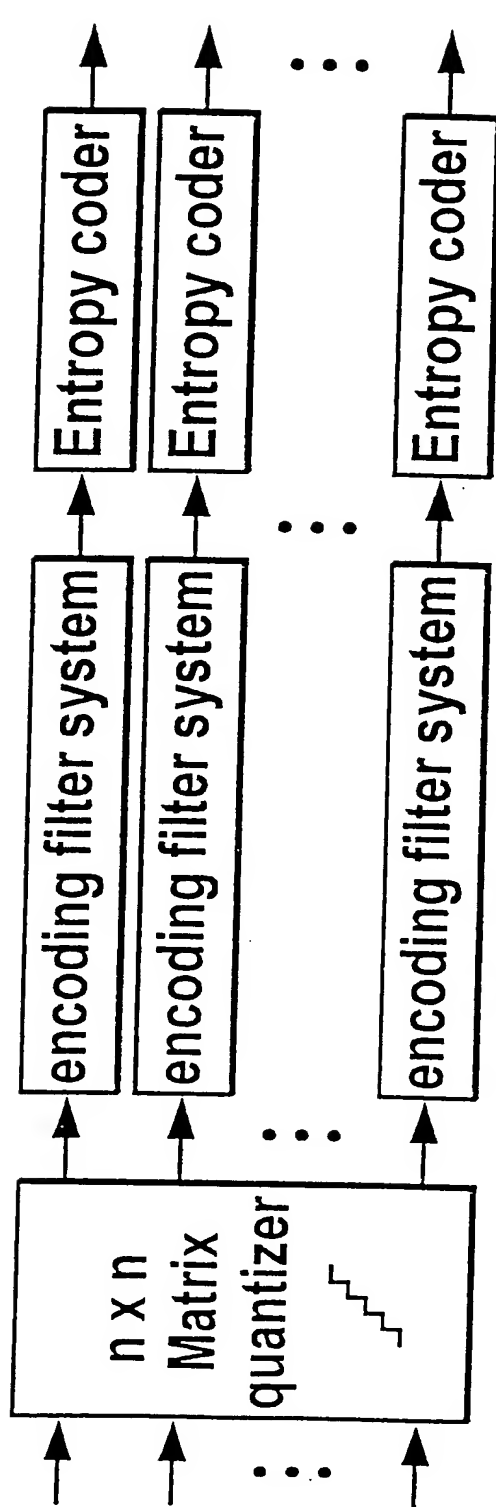 n x n
Matrix
quantizer
encoding filter system
Entropy coder
encoding filter system
Entropy coder
encoding filter system
Entropy coder